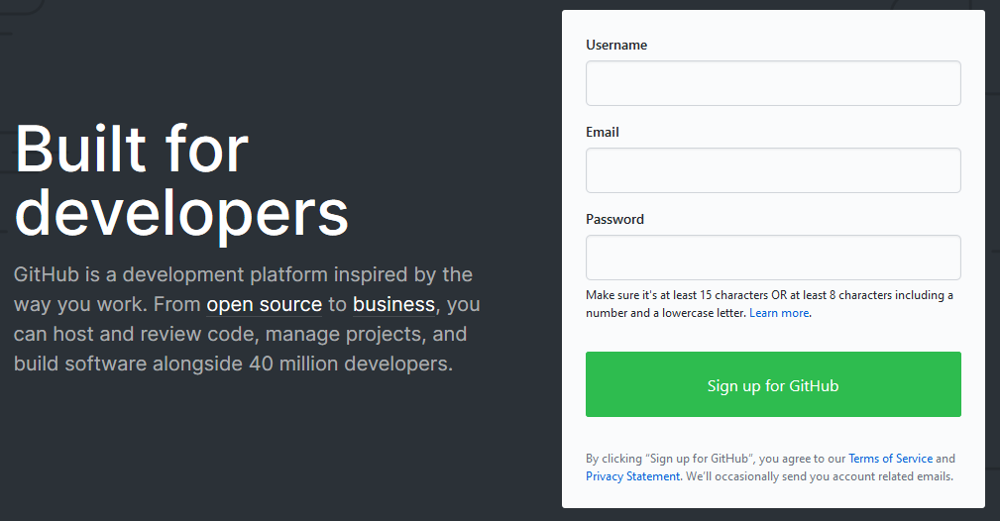 Built for
developers
GitHub is a development platform inspired by the
way you work. From open source to business, you
can host and review code, manage projects, and
build software alongside 40 million developers.
Username
Email
Password
Make sure it's at least 15 characters OR at least 8 characters including a
number and a lowercase letter. Learn more.
Sign up for GitHub
By clicking “Sign up for GitHub”, you agree to our Terms of Service and
Privacy Statement. We’ll occasionally send you account related emails.